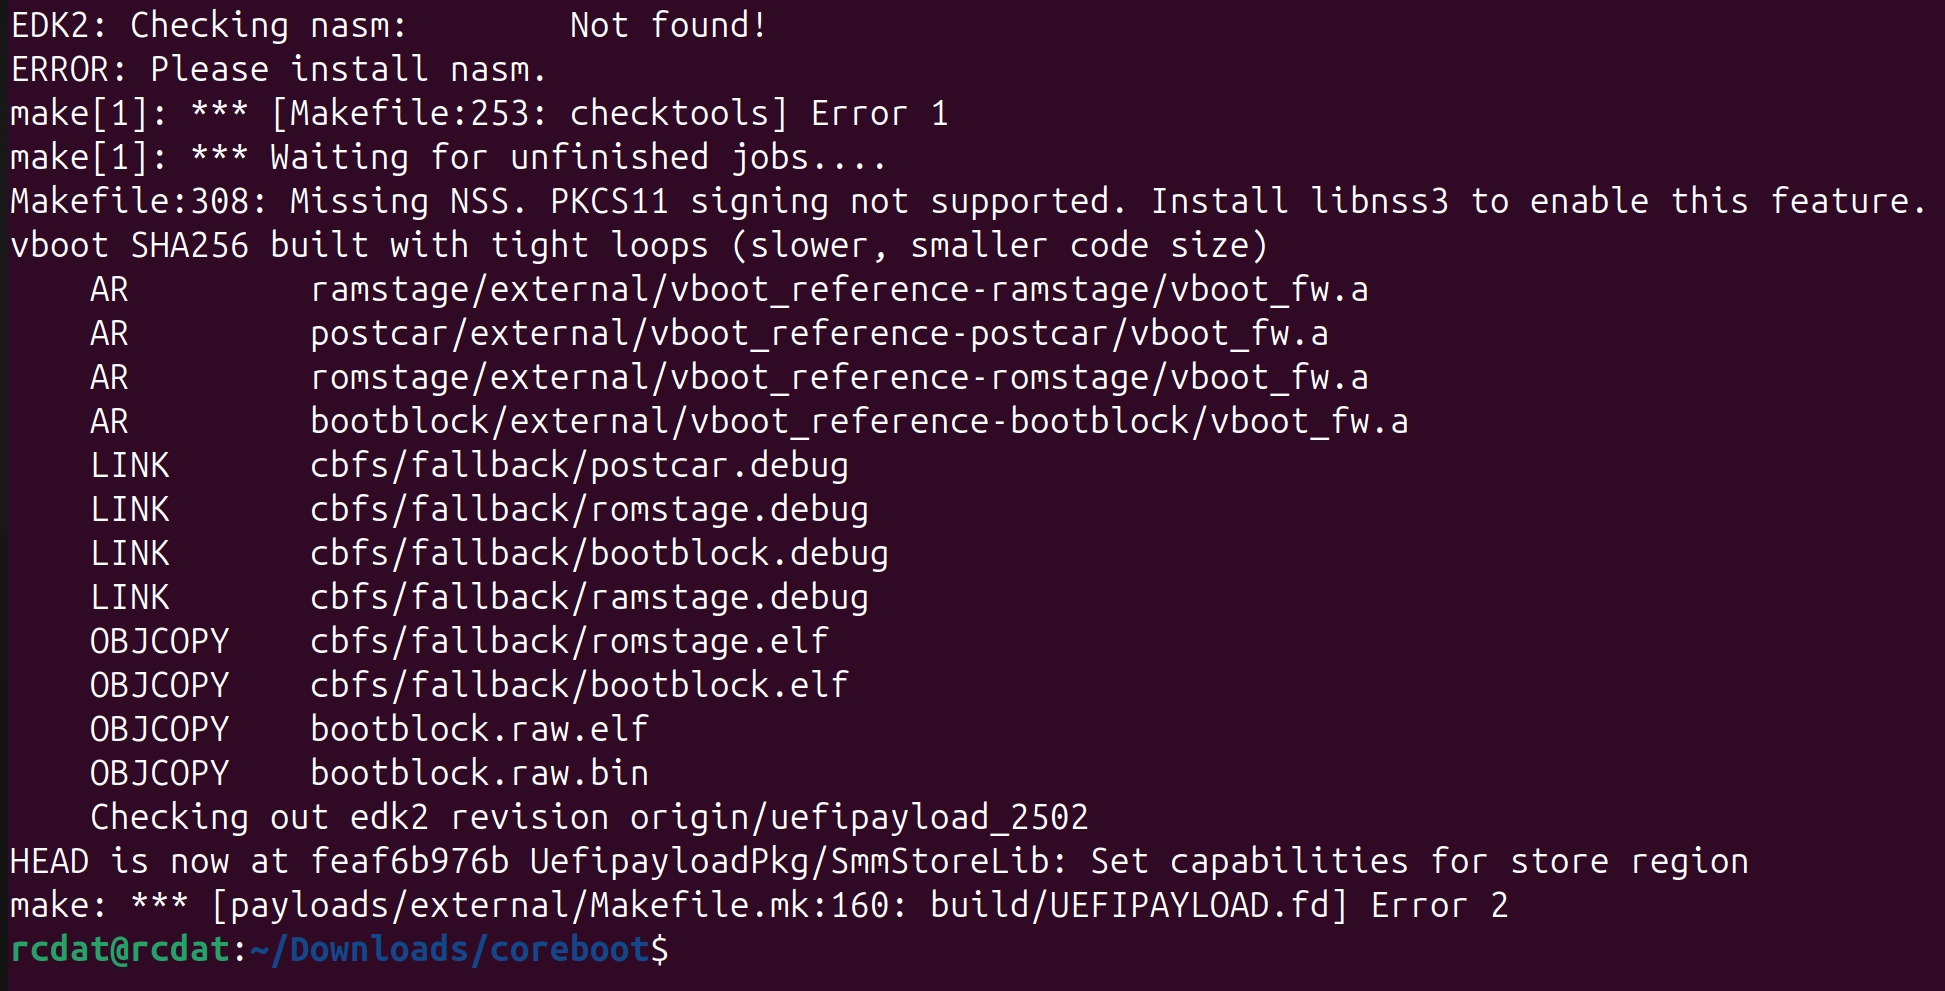 EDK2: Checking nasm:        Not found!
ERROR: Please install nasm.
make[1]: *** [Makefile:253: checktools] Error 1
make[1]: *** Waiting for unfinished jobs....
Makefile:308: Missing NSS. PKCS11 signing not supported. Install libnss3 to enable this feature.
vboot SHA256 built with tight loops (slower, smaller code size)
    AR         ramstage/external/vboot_reference-ramstage/vboot_fw.a
    AR         postcar/external/vboot_reference-postcar/vboot_fw.a
    AR         romstage/external/vboot_reference-romstage/vboot_fw.a
    AR         bootblock/external/vboot_reference-bootblock/vboot_fw.a
    LINK       cbfs/fallback/postcar.debug
    LINK       cbfs/fallback/romstage.debug
    LINK       cbfs/fallback/bootblock.debug
    LINK       cbfs/fallback/ramstage.debug
    OBJCOPY    cbfs/fallback/romstage.elf
    OBJCOPY    cbfs/fallback/bootblock.elf
    OBJCOPY    bootblock.raw.elf
    OBJCOPY    bootblock.raw.bin
    Checking out edk2 revision origin/uefipayload_2502
HEAD is now at feaf6b976b UefipayloadPkg/SmmStoreLib: Set capabilities for store region
make: *** [payloads/external/Makefile.mk:160: build/UEFIPAYLOAD.fd] Error 2
rcdat@rcdat:~/Downloads/coreboot$